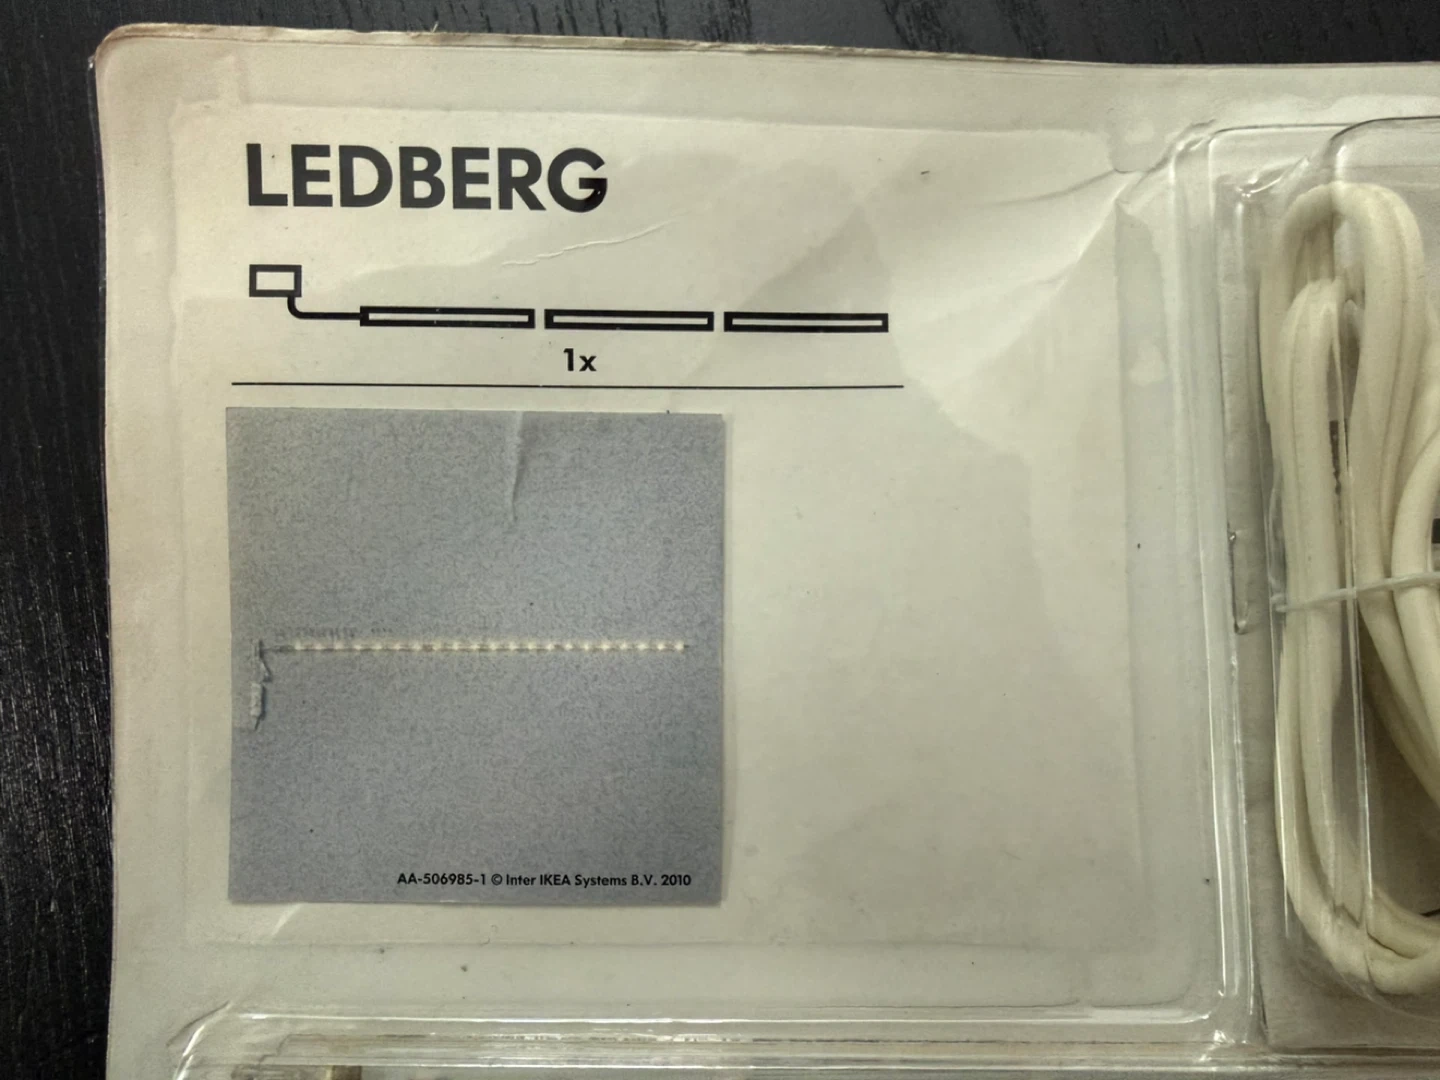 LEDBERG
1x
AA-506985-1 © Inter IKEA Systems B.V. 2010